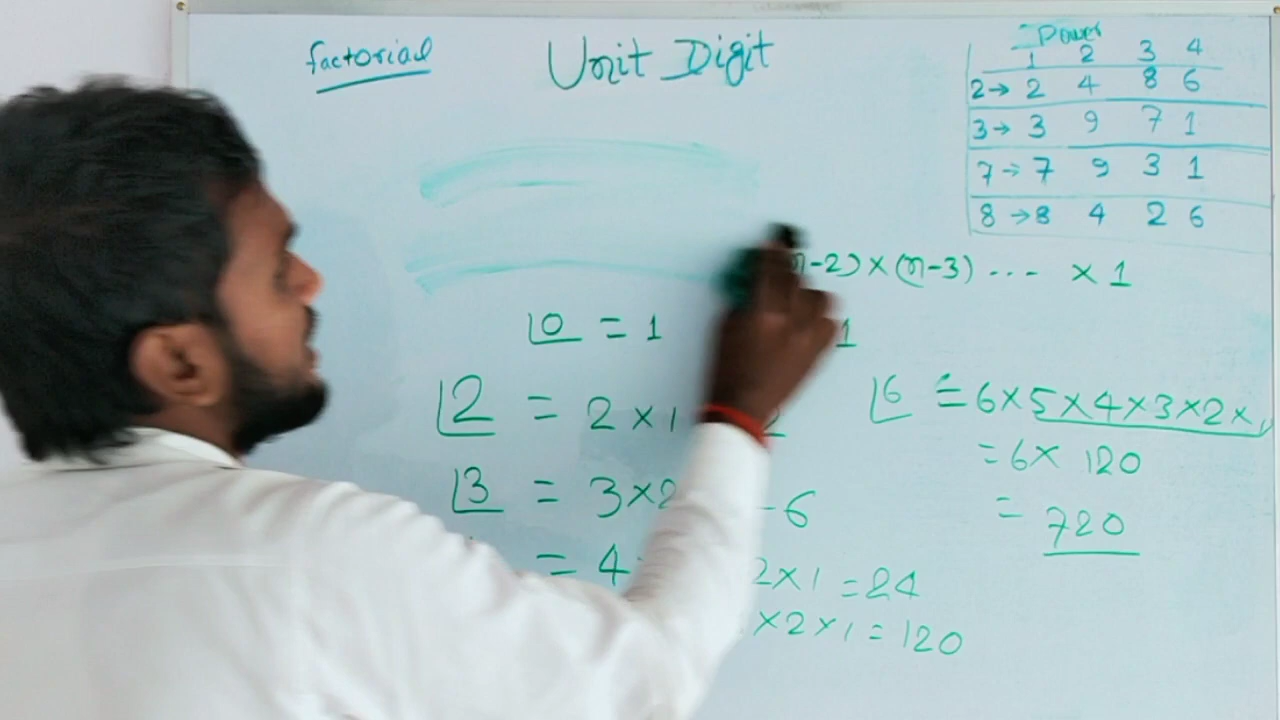 factorial
Unit Digit
Power
1 2 3 4
2→ 2 4 8 6
3→ 3 9 7 1
7→ 7 9 3 1
8→ 8 4 2 6
-2)×(n-3) ... × 1
|0 = 1 1
|2 = 2×1 2
|3 = 3×2 - 6
= 4 2×1 = 24
×2×1 = 120
|6 = 6×5×4×3×2×1
= 6× 120
= 720